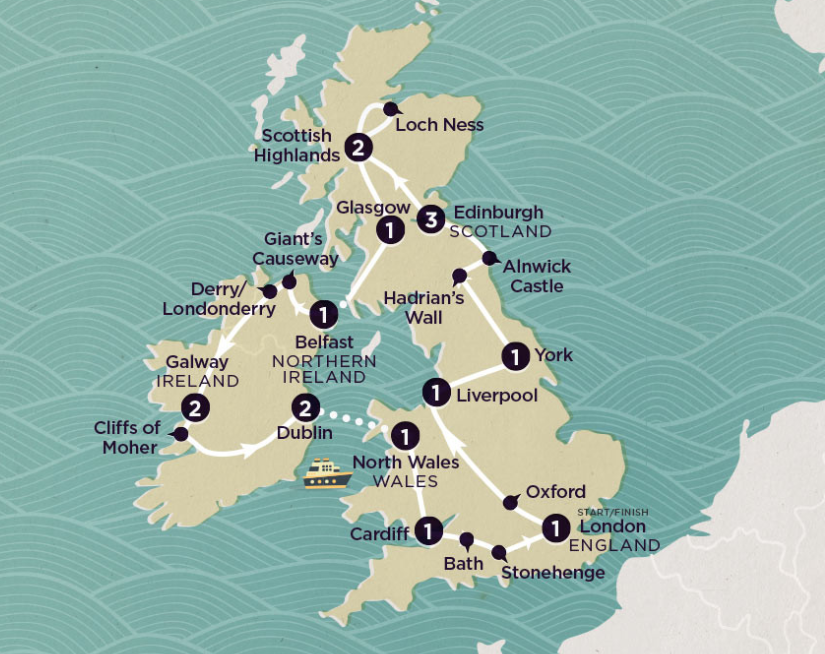 Loch Ness
Scottish
Highlands
2
Glasgow
1
3
Edinburgh
SCOTLAND
Giant's
Causeway
Alnwick
Castle
Derry/
Londonderry
Hadrian's
Wall
1
Belfast
NORTHERN
IRELAND
1
York
Galway
IRELAND
2
1
Liverpool
Cliffs of
Moher
2
Dublin
1
North Wales
WALES
Oxford
START/FINISH
London
ENGLAND
1
Cardiff
1
Bath
Stonehenge